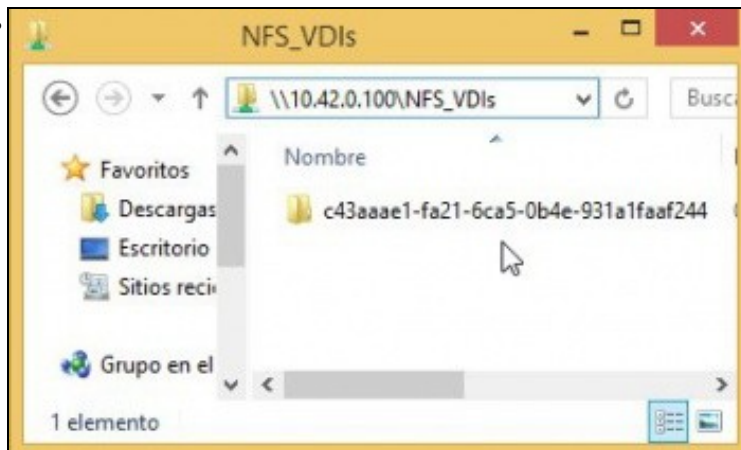 NFS_VDIs
\\10.42.0.100\NFS_VDIs
Busc
Favoritos
Nombre
Descargas
c43aaae1-fa21-6ca5-0b4e-931a1faaf244
Escritorio
Sitios reci
Grupo en el
1 elemento